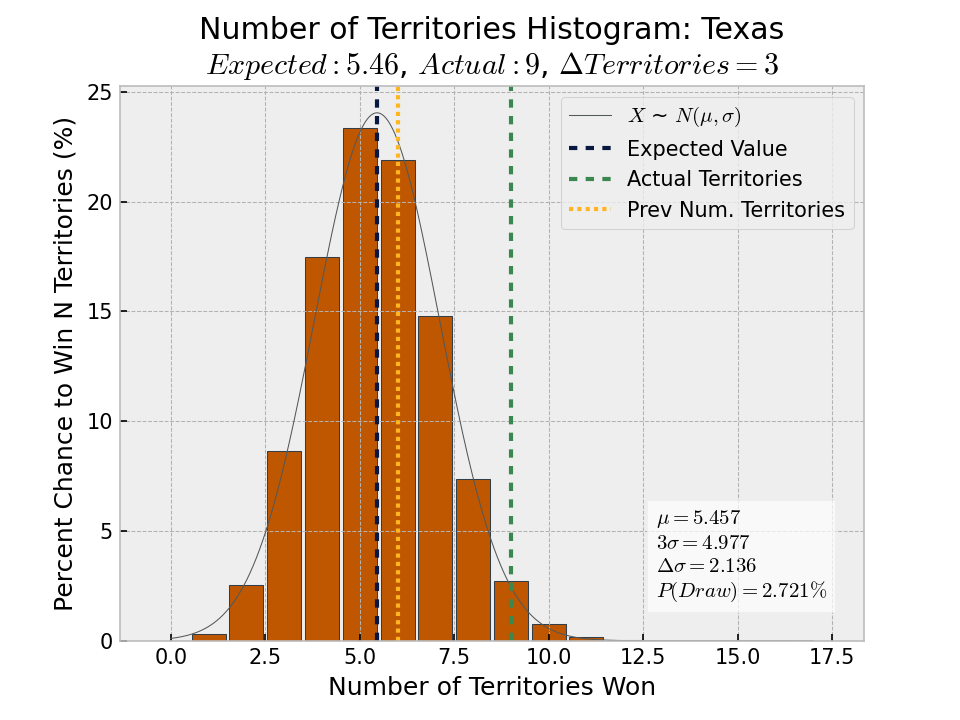 Number of Territories Histogram: Texas
Expected : 5.46, Actual : 9, ΔTerritories = 3
Percent Chance to Win N Territories (%)
25
20
15
10
5
0
X ~ N(μ, σ)
Expected Value
Actual Territories
Prev Num. Territories
μ = 5.457
3σ = 4.977
Δσ = 2.136
P(Draw) = 2.721%
0.0 2.5 5.0 7.5 10.0 12.5 15.0 17.5
Number of Territories Won